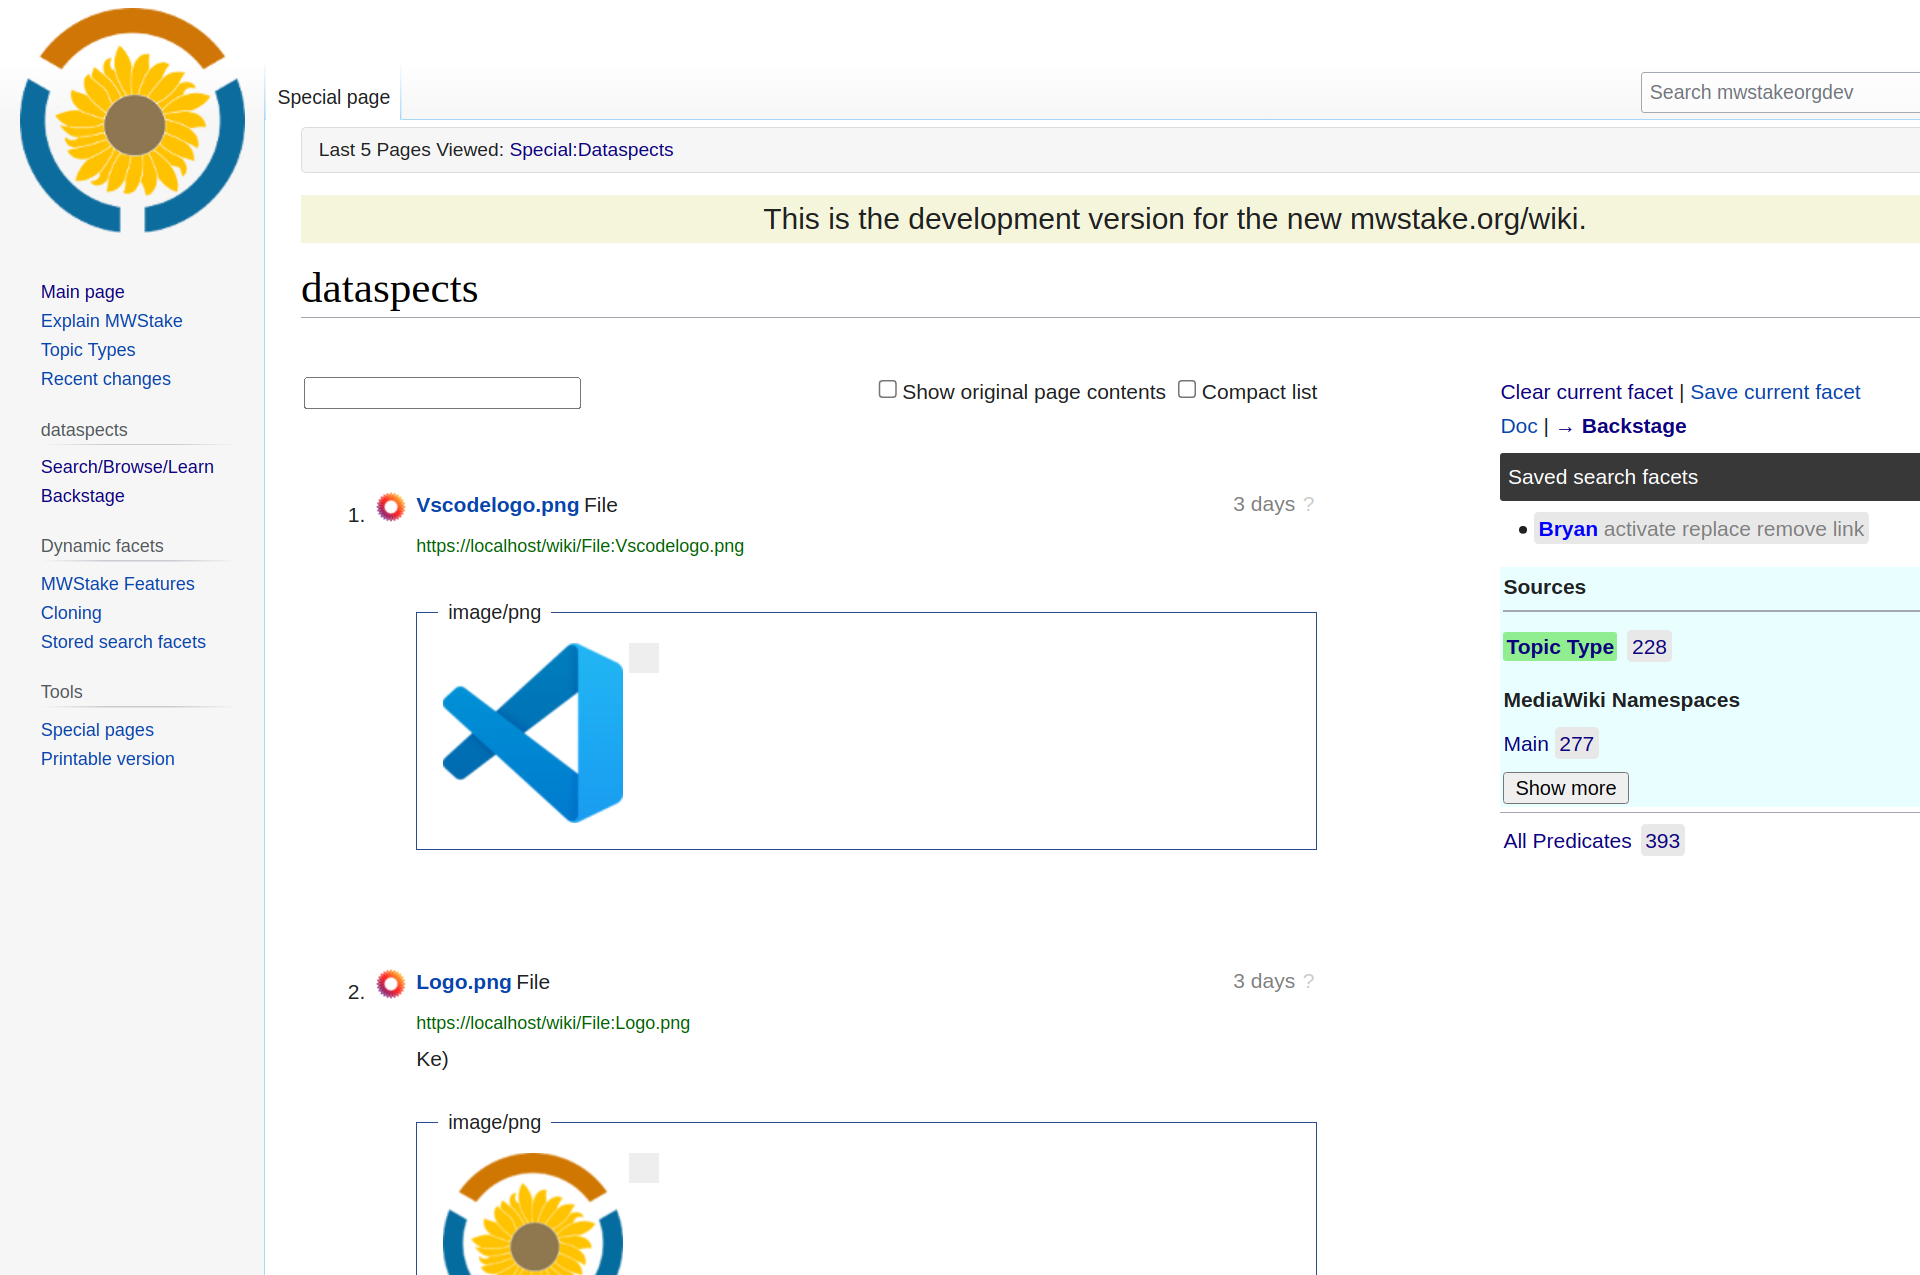 Special page
Search mwstakeorgdev
Last 5 Pages Viewed: Special:Dataspects
This is the development version for the new mwstake.org/wiki.
dataspects
Main page
Explain MWStake
Topic Types
Recent changes
dataspects
Search/Browse/Learn
Backstage
Dynamic facets
MWStake Features
Cloning
Stored search facets
Tools
Special pages
Printable version
Show original page contents Compact list
1. Vscodelogo.png File 3 days ?
https://localhost/wiki/File:Vscodelogo.png
image/png
2. Logo.png File 3 days ?
https://localhost/wiki/File:Logo.png
Ke)
image/png
Clear current facet | Save current facet
Doc | → Backstage
Saved search facets
• Bryan activate replace remove link
Sources
Topic Type 228
MediaWiki Namespaces
Main 277
Show more
All Predicates 393